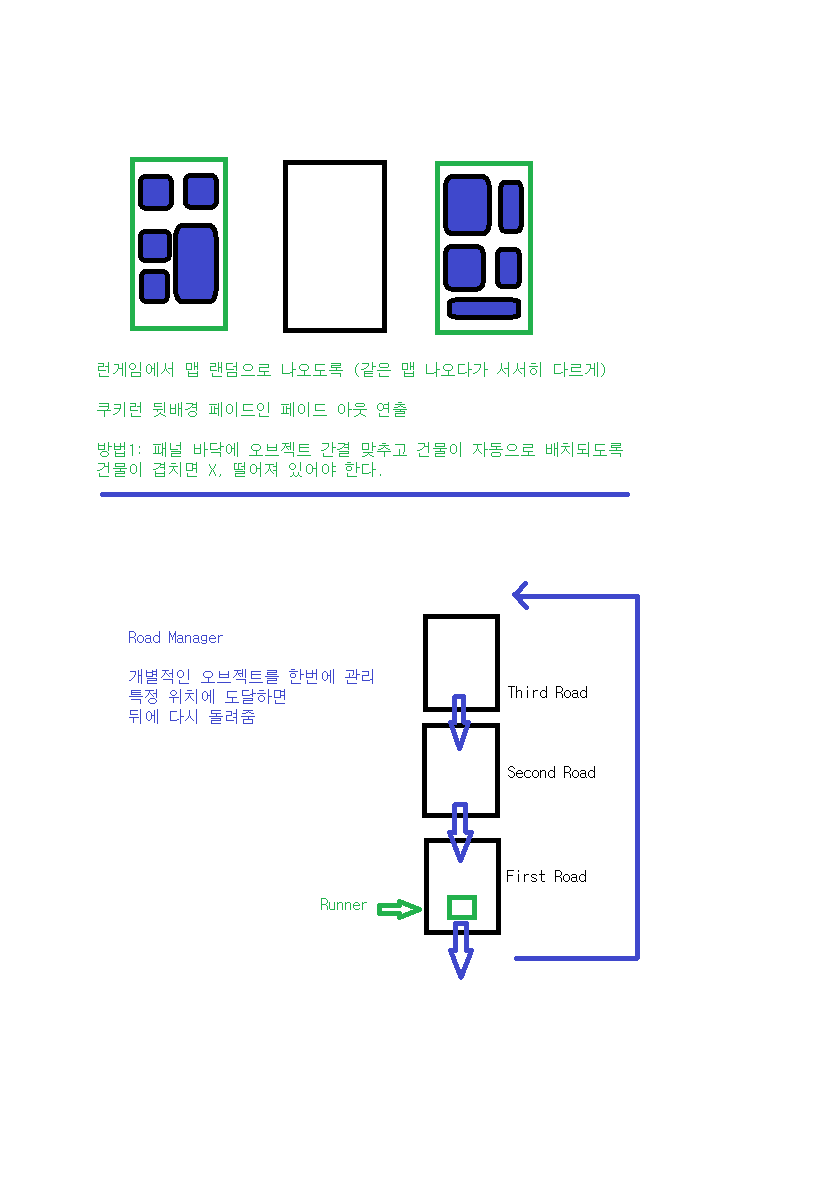 런게임에서 맵 랜덤으로 나오도록 (같은 맵 나오다가 서서히 다르게)
쿠키런 뒷배경 페이드인 페이드 아웃 연출
방법1: 패널 바닥에 오브젝트 간결 맞추고 건물이 자동으로 배치되도록
건물이 겹치면 X, 떨어져 있어야 한다.
Road Manager
개별적인 오브젝트를 한번에 관리
특정 위치에 도달하면
뒤에 다시 돌려줌
Third Road
Second Road
First Road
Runner